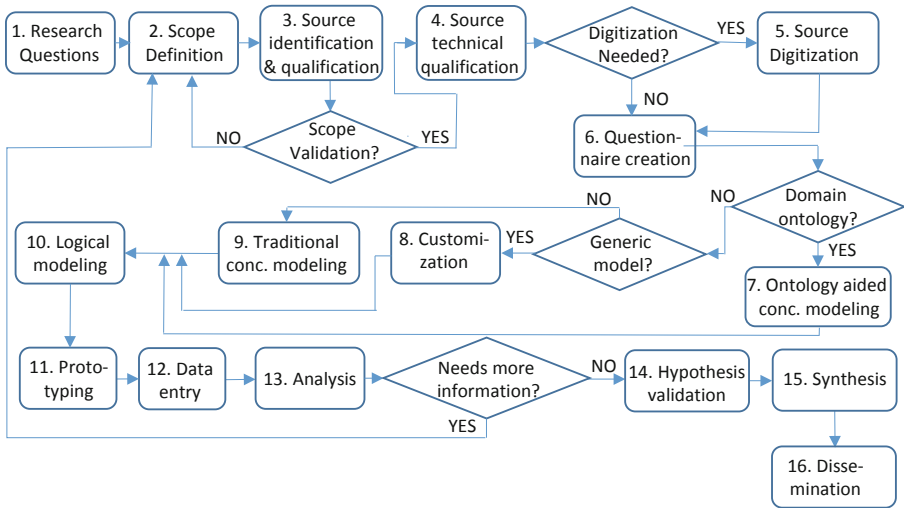 1. Research
Questions
2. Scope
Definition
3. Source
identification
& qualification
4. Source
technical
qualification
Digitization
Needed?
YES
5. Source
Digitization
NO
Scope
Validation?
YES
NO
6. Question-
naire creation
Domain
ontology?
NO
YES
7. Ontology aided
conc. modeling
Generic
model?
NO
YES
8. Customi-
zation
9. Traditional
conc. modeling
10. Logical
modeling
11. Proto-
typing
12. Data
entry
13. Analysis
Needs more
information?
NO
YES
14. Hypothesis
validation
15. Synthesis
16. Disse-
mination